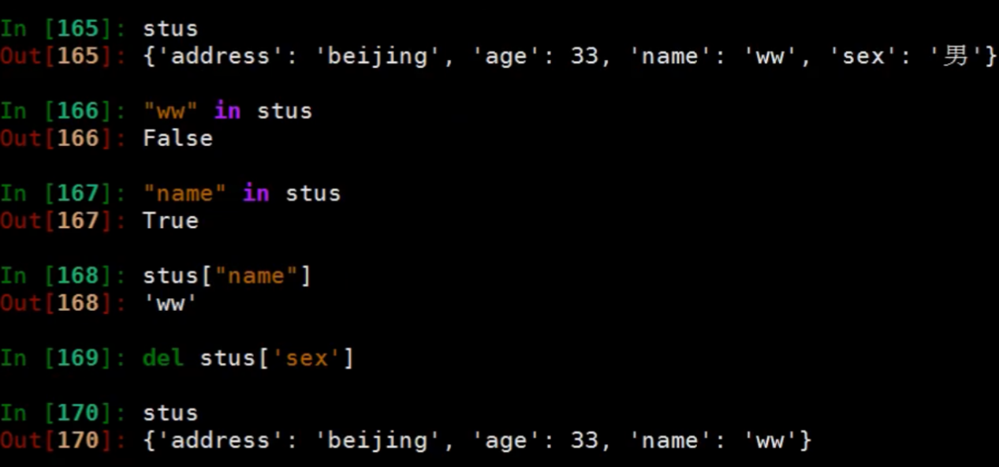 In [165]: stus
Out[165]: {'address': 'beijing', 'age': 33, 'name': 'ww', 'sex': '男'}
In [166]: "ww" in stus
Out[166]: False
In [167]: "name" in stus
Out[167]: True
In [168]: stus["name"]
Out[168]: 'ww'
In [169]: del stus['sex']
In [170]: stus
Out[170]: {'address': 'beijing', 'age': 33, 'name': 'ww'}